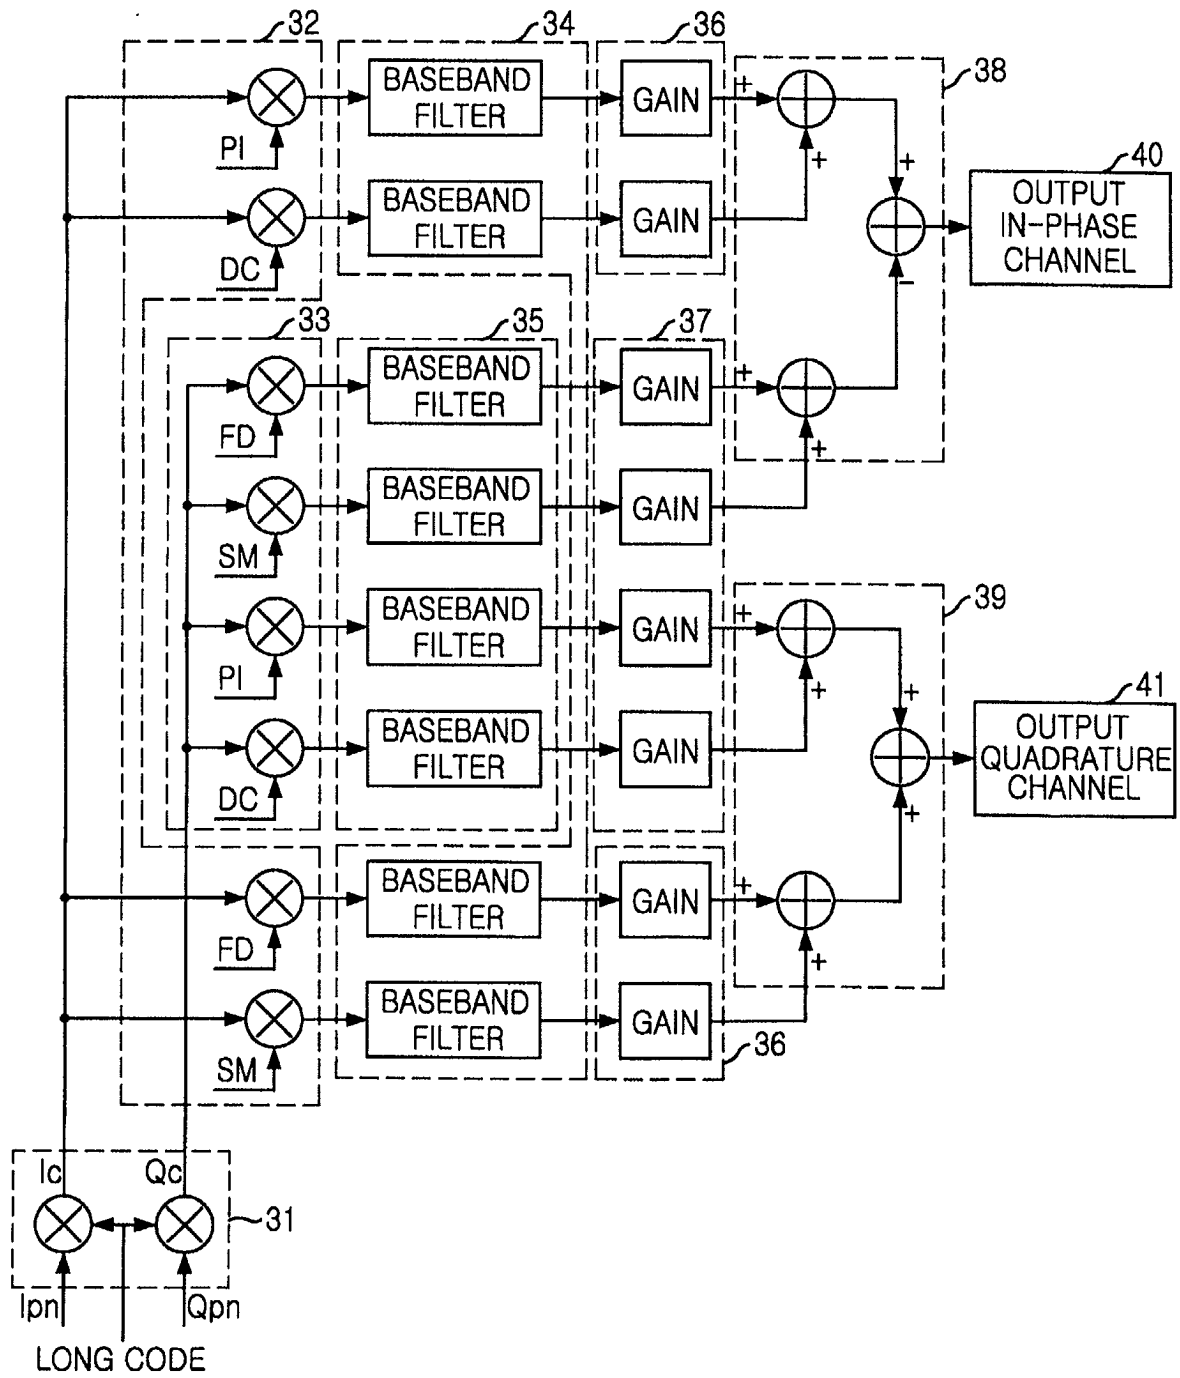 32
34
36
38
PI
BASEBAND
FILTER
GAIN
+
+
+
DC
BASEBAND
FILTER
GAIN
40
OUTPUT
IN-PHASE
CHANNEL
-
33
35
37
FD
BASEBAND
FILTER
GAIN
+
+
SM
BASEBAND
FILTER
GAIN
39
PI
BASEBAND
FILTER
GAIN
+
+
+
DC
BASEBAND
FILTER
GAIN
41
OUTPUT
QUADRATURE
CHANNEL
+
FD
BASEBAND
FILTER
GAIN
+
+
SM
BASEBAND
FILTER
GAIN
36
Ic
Qc
31
Ipn
Qpn
LONG CODE